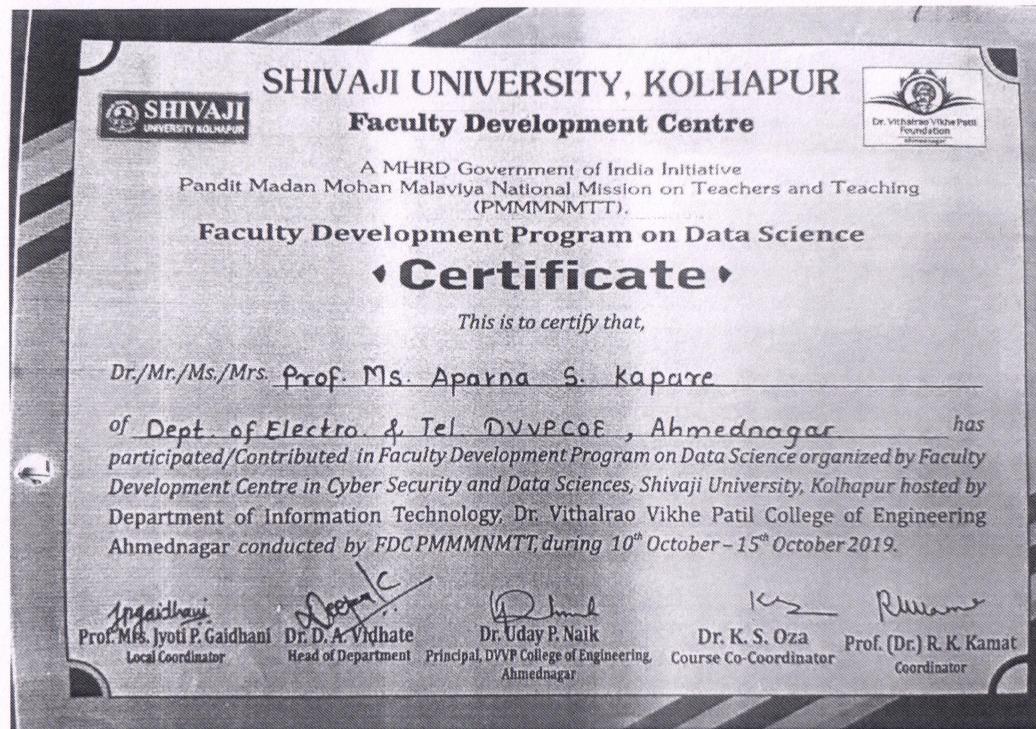 SHIVAJI UNIVERSITY, KOLHAPUR
SHIVAJI
UNIVERSITY KOLHAPUR
Dr. Vithalrao Vikhe Patil
Foundation
Ahmednagar
Faculty Development Centre
A MHRD Government of India Initiative
Pandit Madan Mohan Malaviya National Mission on Teachers and Teaching
(PMMMNMTT).
Faculty Development Program on Data Science
Certificate
This is to certify that,
Dr./Mr./Ms./Mrs. Prof. Ms. Aparna S. Kapare
of Dept. of Electro. & Tel. DVVPCOE, Ahmednagar. has
participated/Contributed in Faculty Development Program on Data Science organized by Faculty
Development Centre in Cyber Security and Data Sciences, Shivaji University, Kolhapur hosted by
Department of Information Technology, Dr. Vithalrao Vikhe Patil College of Engineering
Ahmednagar conducted by FDC PMMMNMTT, during 10th October – 15th October 2019.
Prof. Mrs. Jyoti P. Gaidhani
Local Coordinator
Dr. D. A. Vidhate
Head of Department
Dr. Uday P. Naik
Principal, DVVP College of Engineering,
Ahmednagar
Dr. K. S. Oza
Course Co-Coordinator
Prof. (Dr.) R. K. Kamat
Coordinator